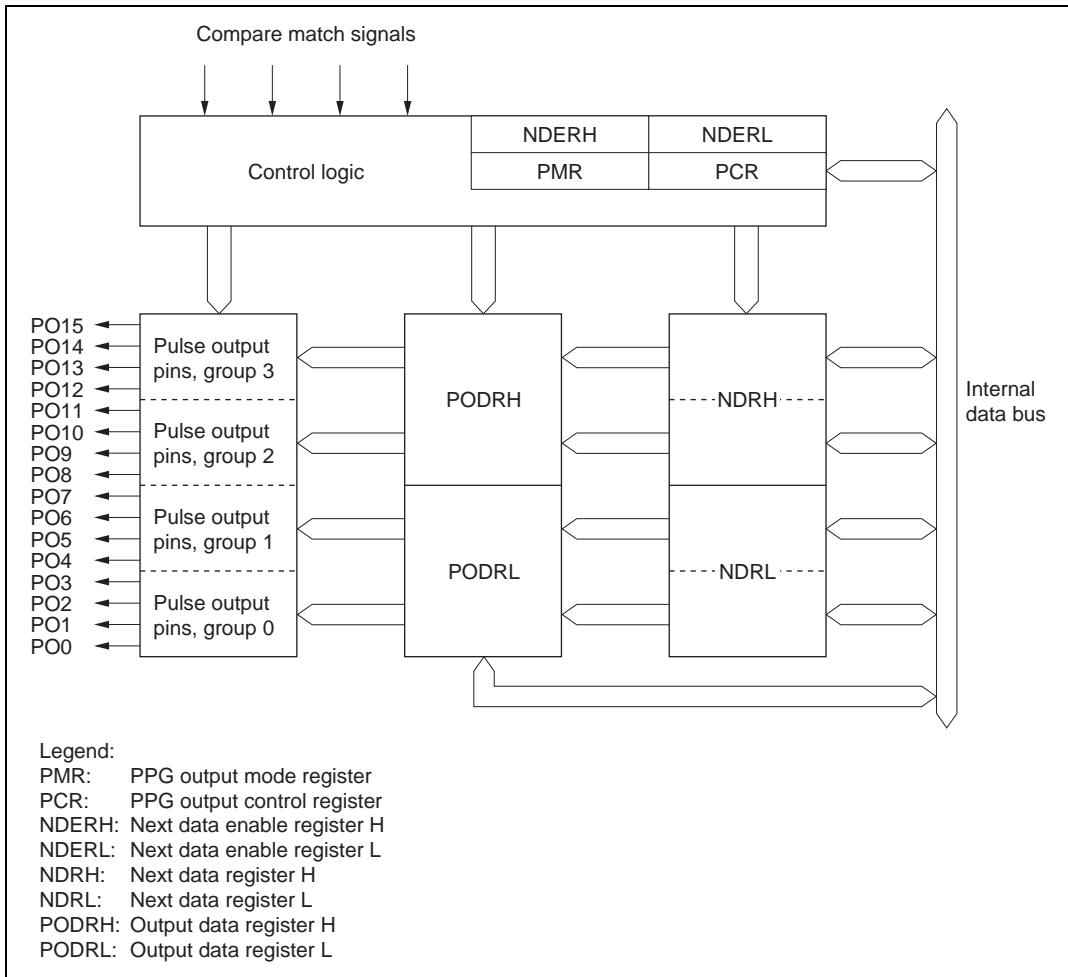 Compare match signals
NDERH
NDERL
Control logic
PMR
PCR
PO15
PO14
PO13
PO12
PO11
PO10
PO9
PO8
PO7
PO6
PO5
PO4
PO3
PO2
PO1
PO0
Pulse output
pins, group 3
Pulse output
pins, group 2
Pulse output
pins, group 1
Pulse output
pins, group 0
PODRH
PODRL
NDRH
NDRL
Internal
data bus
Legend:
PMR: PPG output mode register
PCR: PPG output control register
NDERH: Next data enable register H
NDERL: Next data enable register L
NDRH: Next data register H
NDRL: Next data register L
PODRH: Output data register H
PODRL: Output data register L